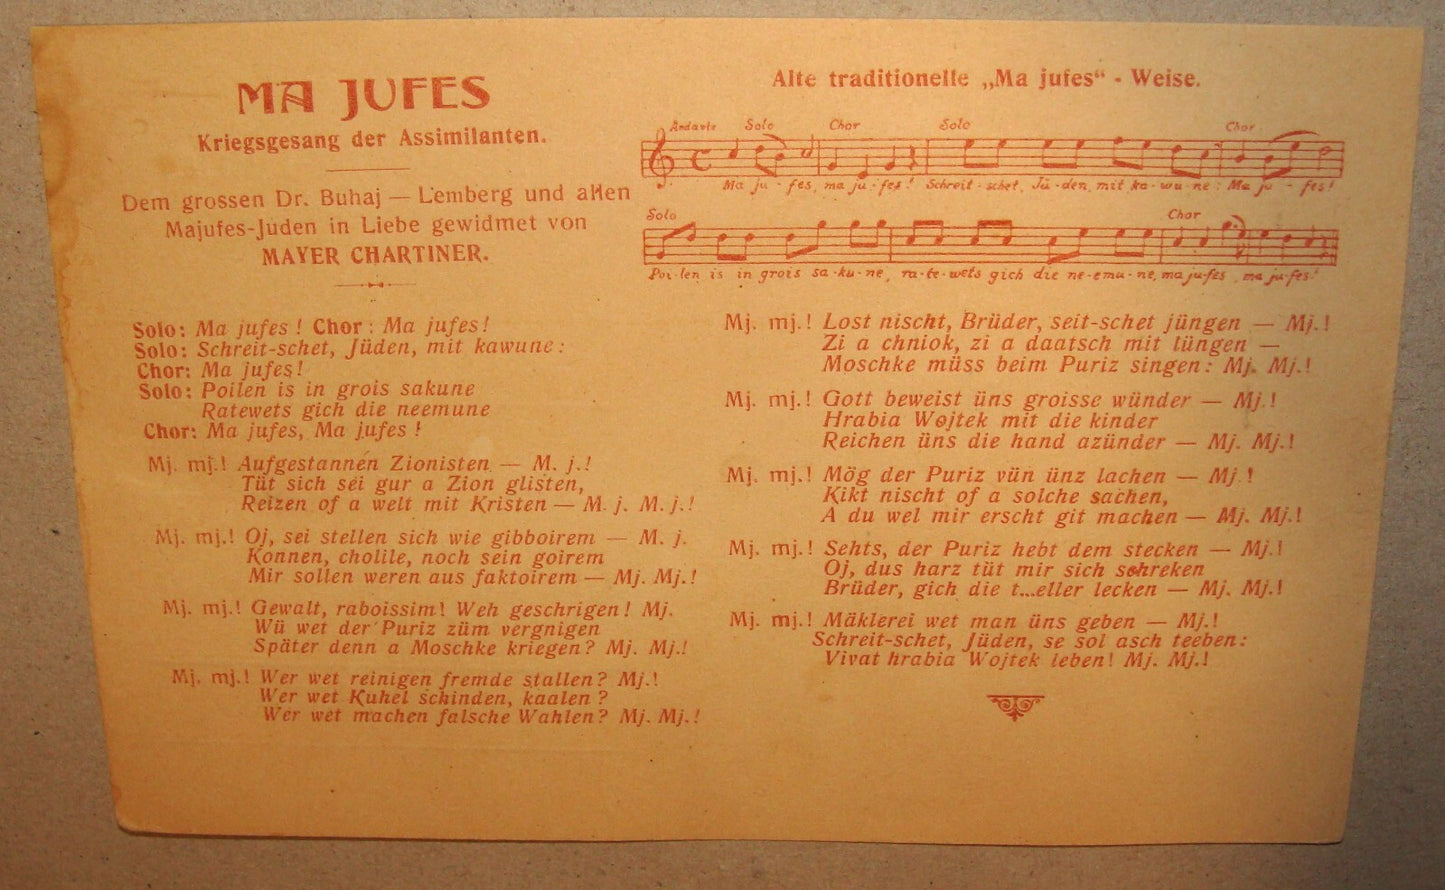 MA JUFES
Kriegsgesang der Assimilanten.
Dem grossen Dr. Buhaj — Lemberg und allen
Majufes-Juden in Liebe gewidmet von
MAYER CHARTINER.
Solo: Ma jufes! Chor: Ma jufes!
Solo: Schreit-schet, Jüden, mit kawune:
Chor: Ma jufes!
Solo: Poilen is in grois sakune
Ratewets gich die neemune
Chor: Ma jufes, Ma jufes!
Mj. mj.! Aufgestannen Zionisten — M. j.!
Tüt sich sei gur a Zion glisten,
Reizen of a welt mit Kristen — M. j. M. j.!
Mj. mj.! Oj, sei stellen sich wie gibboirem — M. j.
Konnen, cholile, noch sein goirem
Mir sollen weren aus faktoirem — Mj. Mj.!
Mj. mj.! Gewalt, raboissim! Weh geschrigen! Mj.
Wü wet der Puriz züm vergnigen
Später denn a Moschke kriegen? Mj. Mj.!
Mj. mj.! Wer wet reinigen fremde stallen? Mj.!
Wer wet Kuhel schinden, kaalen?
Wer wet machen falsche Wahlen? Mj. Mj.!
Alte traditionelle „Ma jufes“ - Weise.
Andante Solo Chor Solo Chor
Ma ju - fes, ma ju - fes! Schreit - schet, Jü - den, mit ka - wu - ne: Ma ju - fes!
Solo Chor
Poi - len is in grois sa - ku - ne, ra - te - wets gich die ne - emu - ne, ma ju - fes, ma ju - fes!
Mj. mj.! Lost nischt, Brüder, seit-schet jüngen — Mj.!
Zi a chniok, zi a daatsch mit lüngen —
Moschke müss beim Puriz singen: Mj. Mj.!
Mj. mj.! Gott beweist üns groisse wünder — Mj.!
Hrabia Wojtek mit die kinder
Reichen üns die hand azünder — Mj. Mj.!
Mj. mj.! Mög der Puriz vün ünz lachen — Mj.!
Kikt nischt of a solche sachen,
A du wel mir erscht git machen — Mj. Mj.!
Mj. mj.! Sehts, der Puriz hebt dem stecken — Mj.!
Oj, dus harz tüt mir sich schreken
Brüder, gich die t...eller lecken — Mj. Mj.!
Mj. mj.! Mäklerei wet man üns geben — Mj.!
Schreit-schet, Jüden, se sol asch teeben:
Vivat hrabia Wojtek leben! Mj. Mj.!